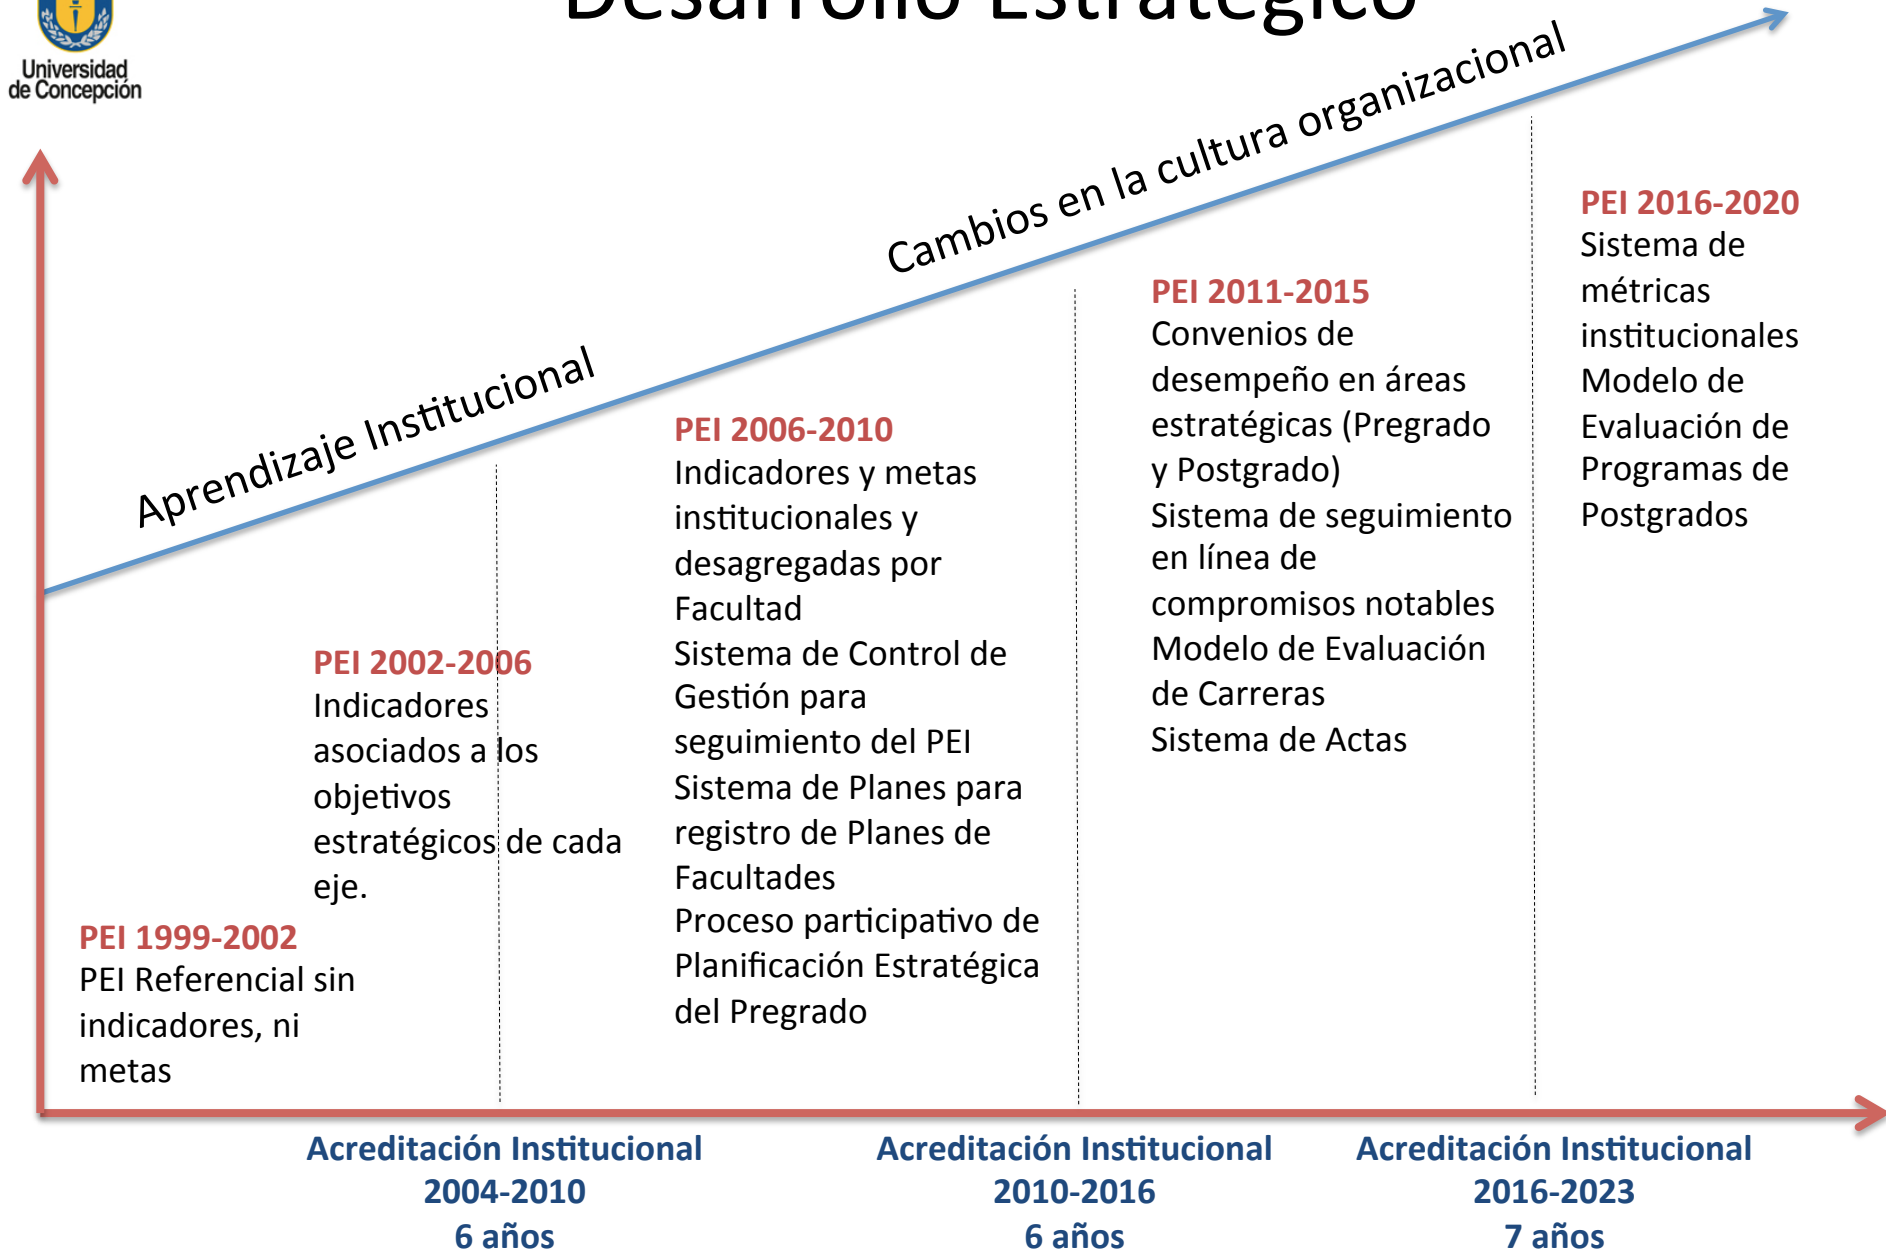 Desarrollo Estratégico
Universidad
de Concepción
Aprendizaje Institucional
Cambios en la cultura organizacional
PEI 1999-2002
PEI Referencial sin
indicadores, ni
metas
PEI 2002-2006
Indicadores
asociados a los
objetivos
estratégicos de cada
eje.
PEI 2006-2010
Indicadores y metas
institucionales y
desagregadas por
Facultad
Sistema de Control de
Gestión para
seguimiento del PEI
Sistema de Planes para
registro de Planes de
Facultades
Proceso participativo de
Planificación Estratégica
del Pregrado
PEI 2011-2015
Convenios de
desempeño en áreas
estratégicas (Pregrado
y Postgrado)
Sistema de seguimiento
en línea de
compromisos notables
Modelo de Evaluación
de Carreras
Sistema de Actas
PEI 2016-2020
Sistema de
métricas
institucionales
Modelo de
Evaluación de
Programas de
Postgrados
Acreditación Institucional
2004-2010
6 años
Acreditación Institucional
2010-2016
6 años
Acreditación Institucional
2016-2023
7 años